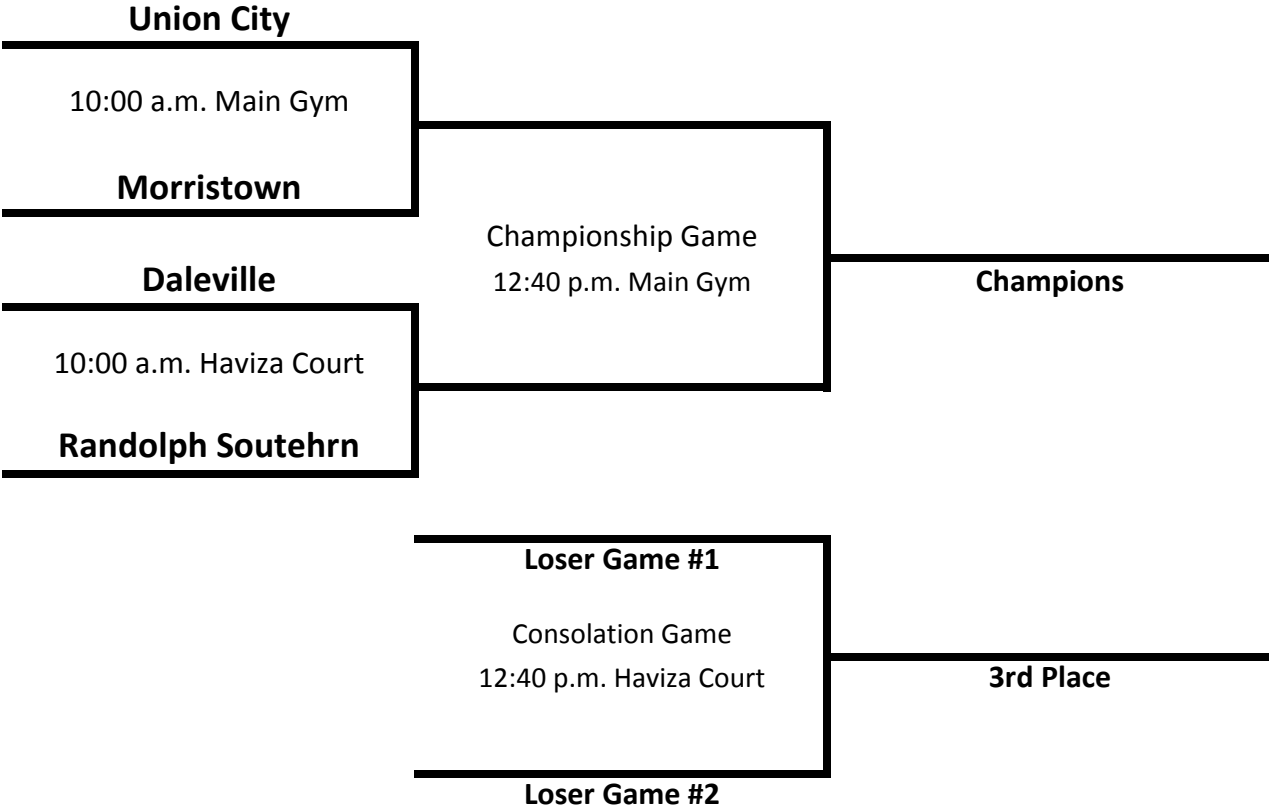 Union City
10:00 a.m. Main Gym
Morristown
Daleville
10:00 a.m. Haviza Court
Randolph Soutehrn
Championship Game
12:40 p.m. Main Gym
Champions
Loser Game #1
Consolation Game
12:40 p.m. Haviza Court
Loser Game #2
3rd Place